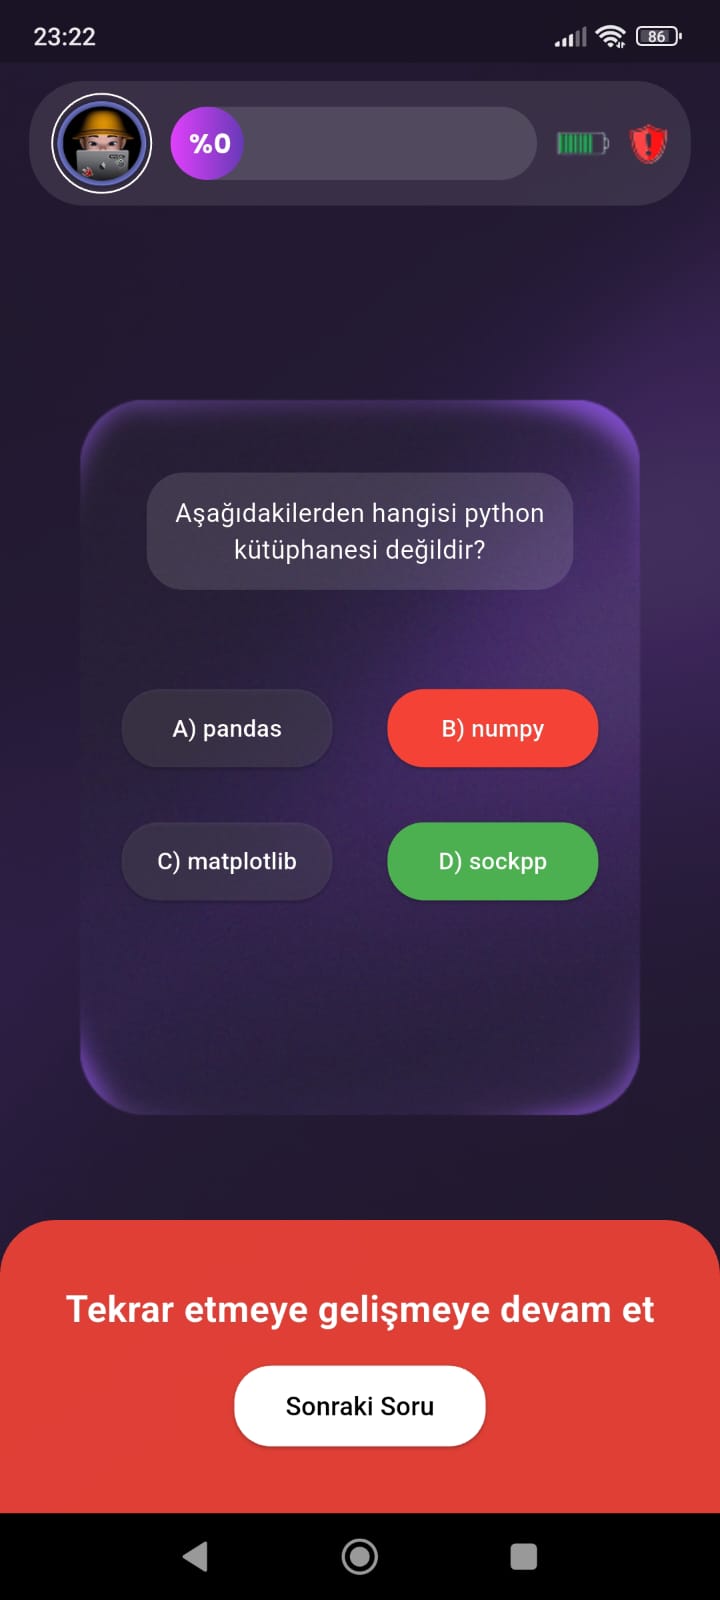 23:22
86
%0
Aşağıdakilerden hangisi python
kütüphanesi değildir?
A) pandas
B) numpy
C) matplotlib
D) sockpp
Tekrar etmeye gelişmeye devam et
Sonraki Soru